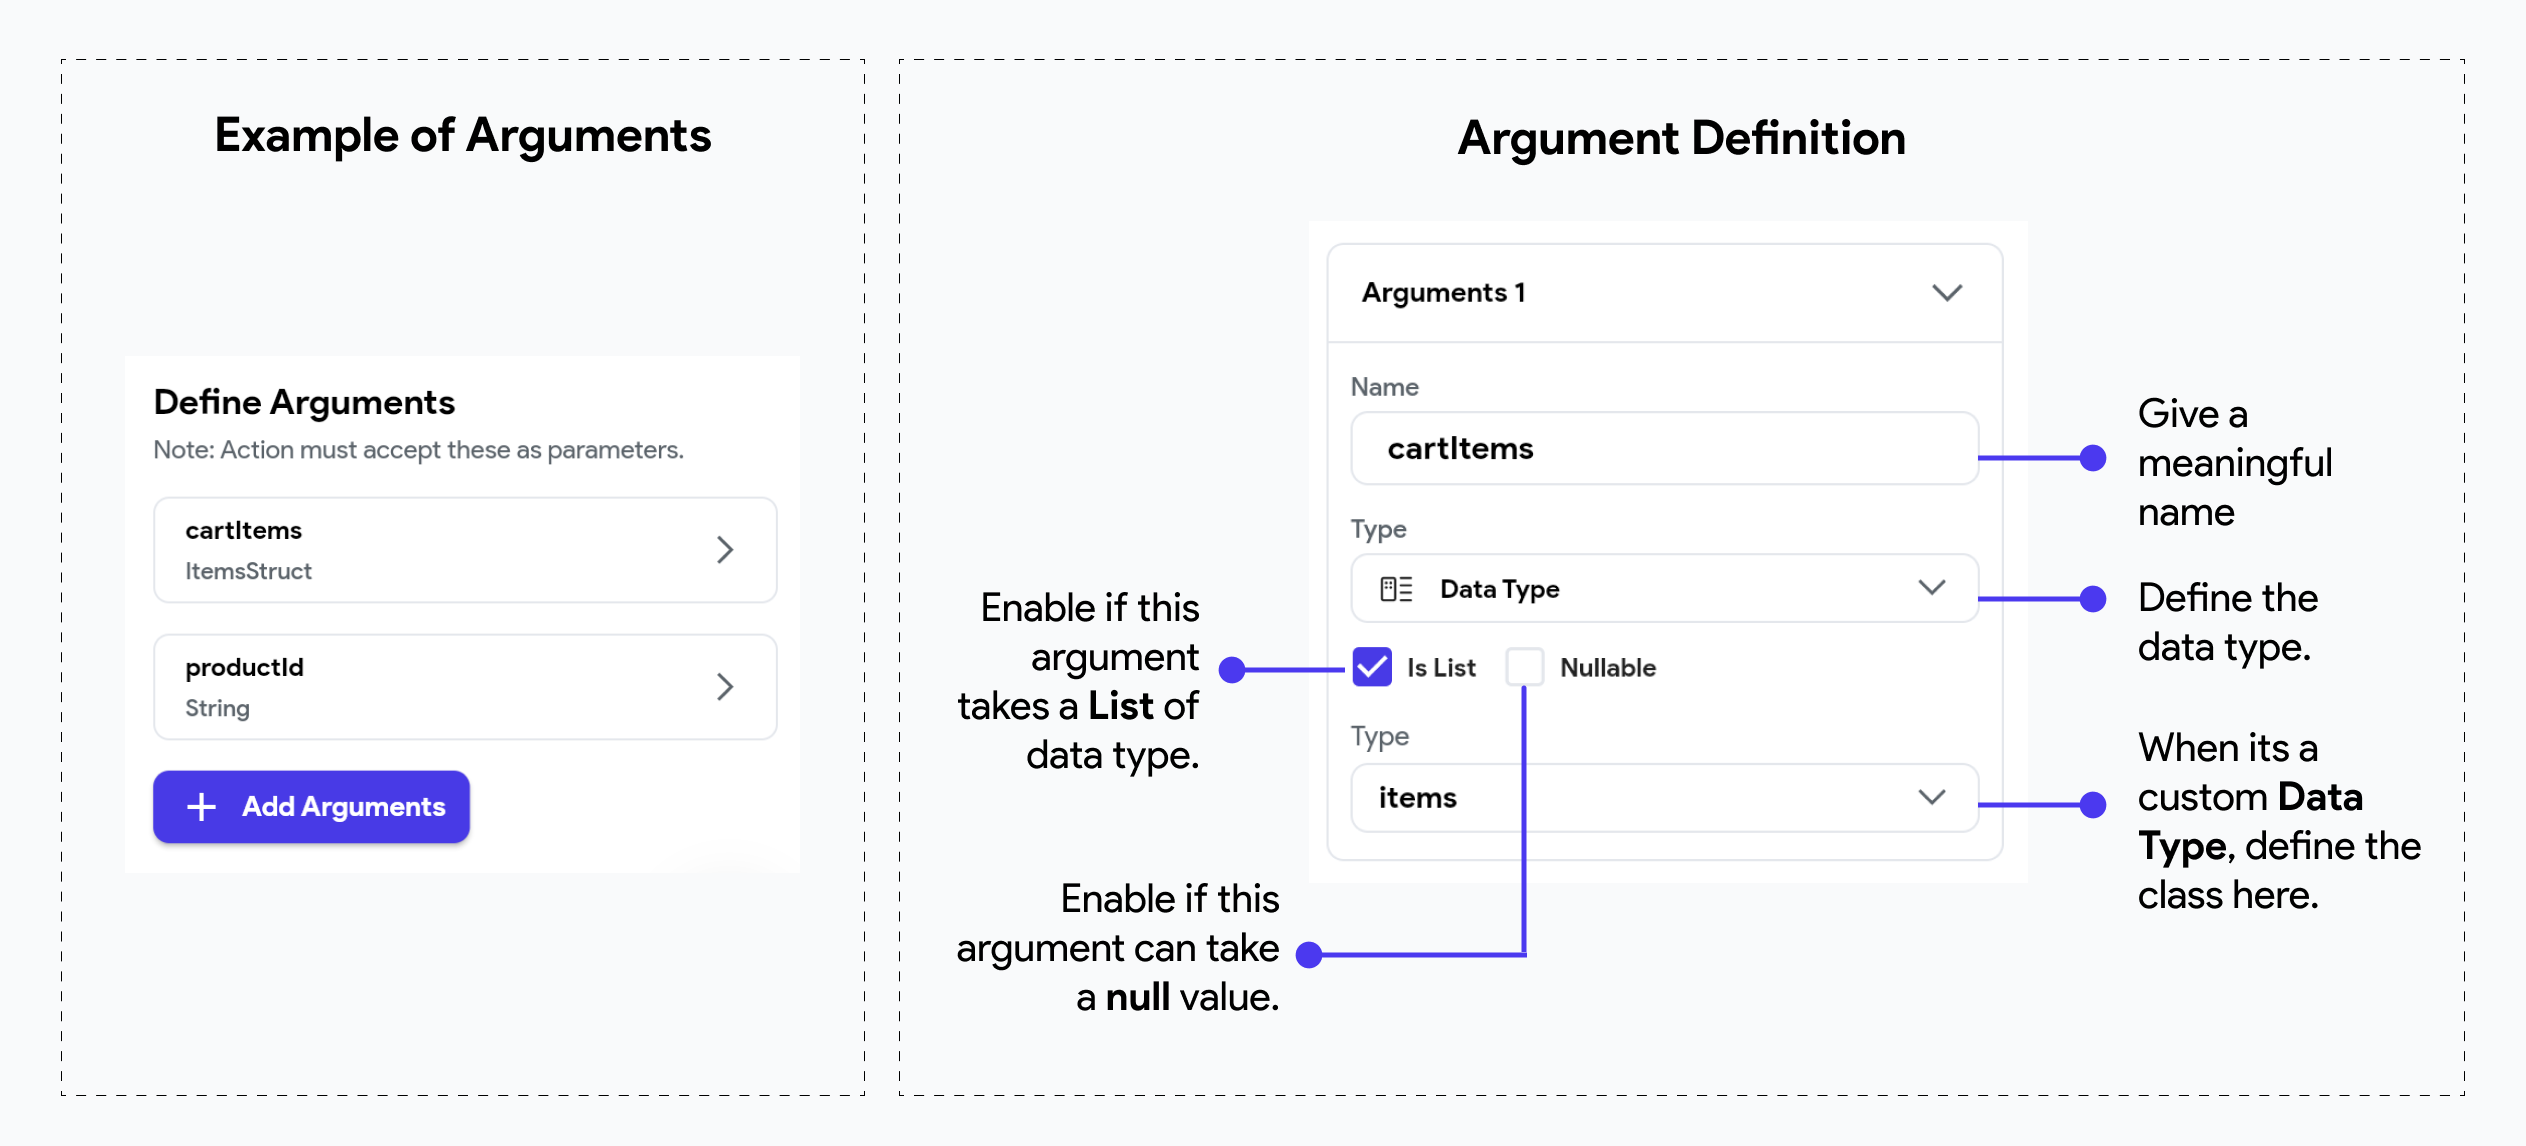 Example of Arguments
Define Arguments
Note: Action must accept these as parameters.
cartItems
ItemsStruct
productId
String
Add Arguments
Argument Definition
Arguments 1
Name
cartItems
Type
Data Type
Is List
Nullable
Type
items
Give a
meaningful
name
Define the
data type.
When its a
custom Data
Type, define the
class here.
Enable if this
argument
takes a List of
data type.
Enable if this
argument can take
a null value.